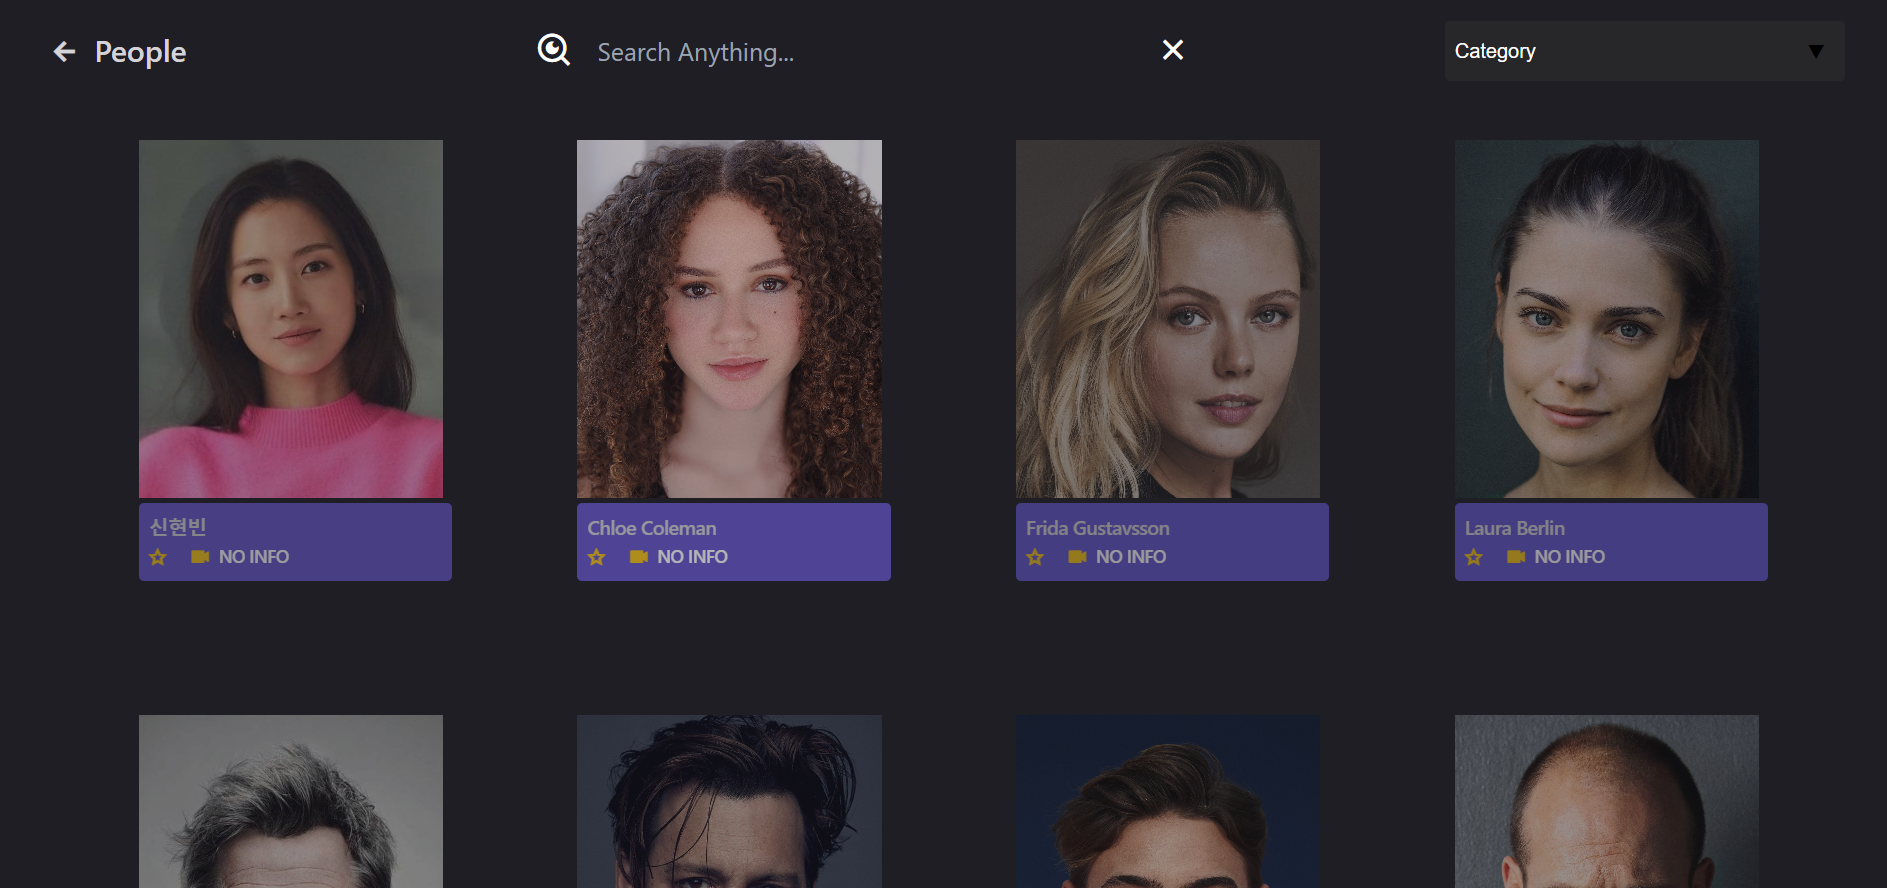 People
Search Anything...
Category
신현빈
NO INFO
Chloe Coleman
NO INFO
Frida Gustavsson
NO INFO
Laura Berlin
NO INFO